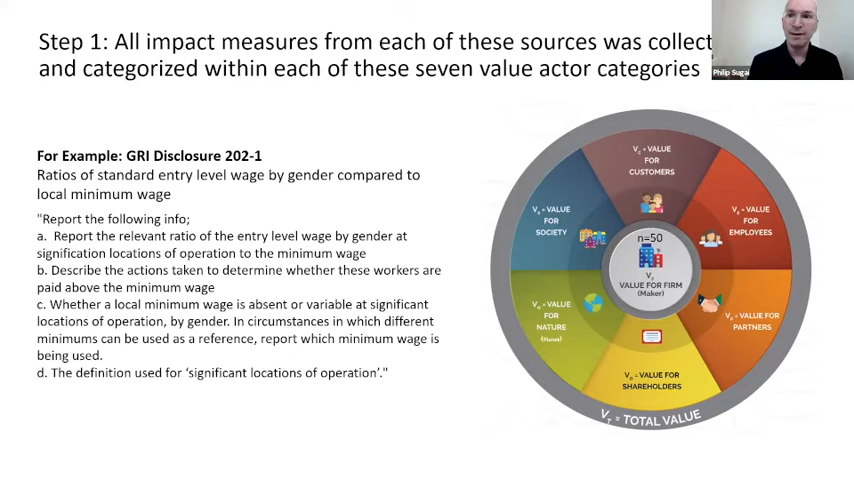 Step 1: All impact measures from each of these sources was collect
and categorized within each of these seven value actor categories
Philip Sugai
For Example: GRI Disclosure 202-1
Ratios of standard entry level wage by gender compared to
local minimum wage
"Report the following info;
a. Report the relevant ratio of the entry level wage by gender at
signification locations of operation to the minimum wage
b. Describe the actions taken to determine whether these workers are
paid above the minimum wage
c. Whether a local minimum wage is absent or variable at significant
locations of operation, by gender. In circumstances in which different
minimums can be used as a reference, report which minimum wage is
being used.
d. The definition used for 'significant locations of operation'."
VC = VALUE
FOR
CUSTOMERS
VE = VALUE
FOR
EMPLOYEES
VP = VALUE FOR
PARTNERS
VS = VALUE FOR
SHAREHOLDERS
VN = VALUE
FOR
NATURE
(Planet)
VS = VALUE
FOR
SOCIETY
n=50
VF
VALUE FOR FIRM
(Maker)
VT = TOTAL VALUE